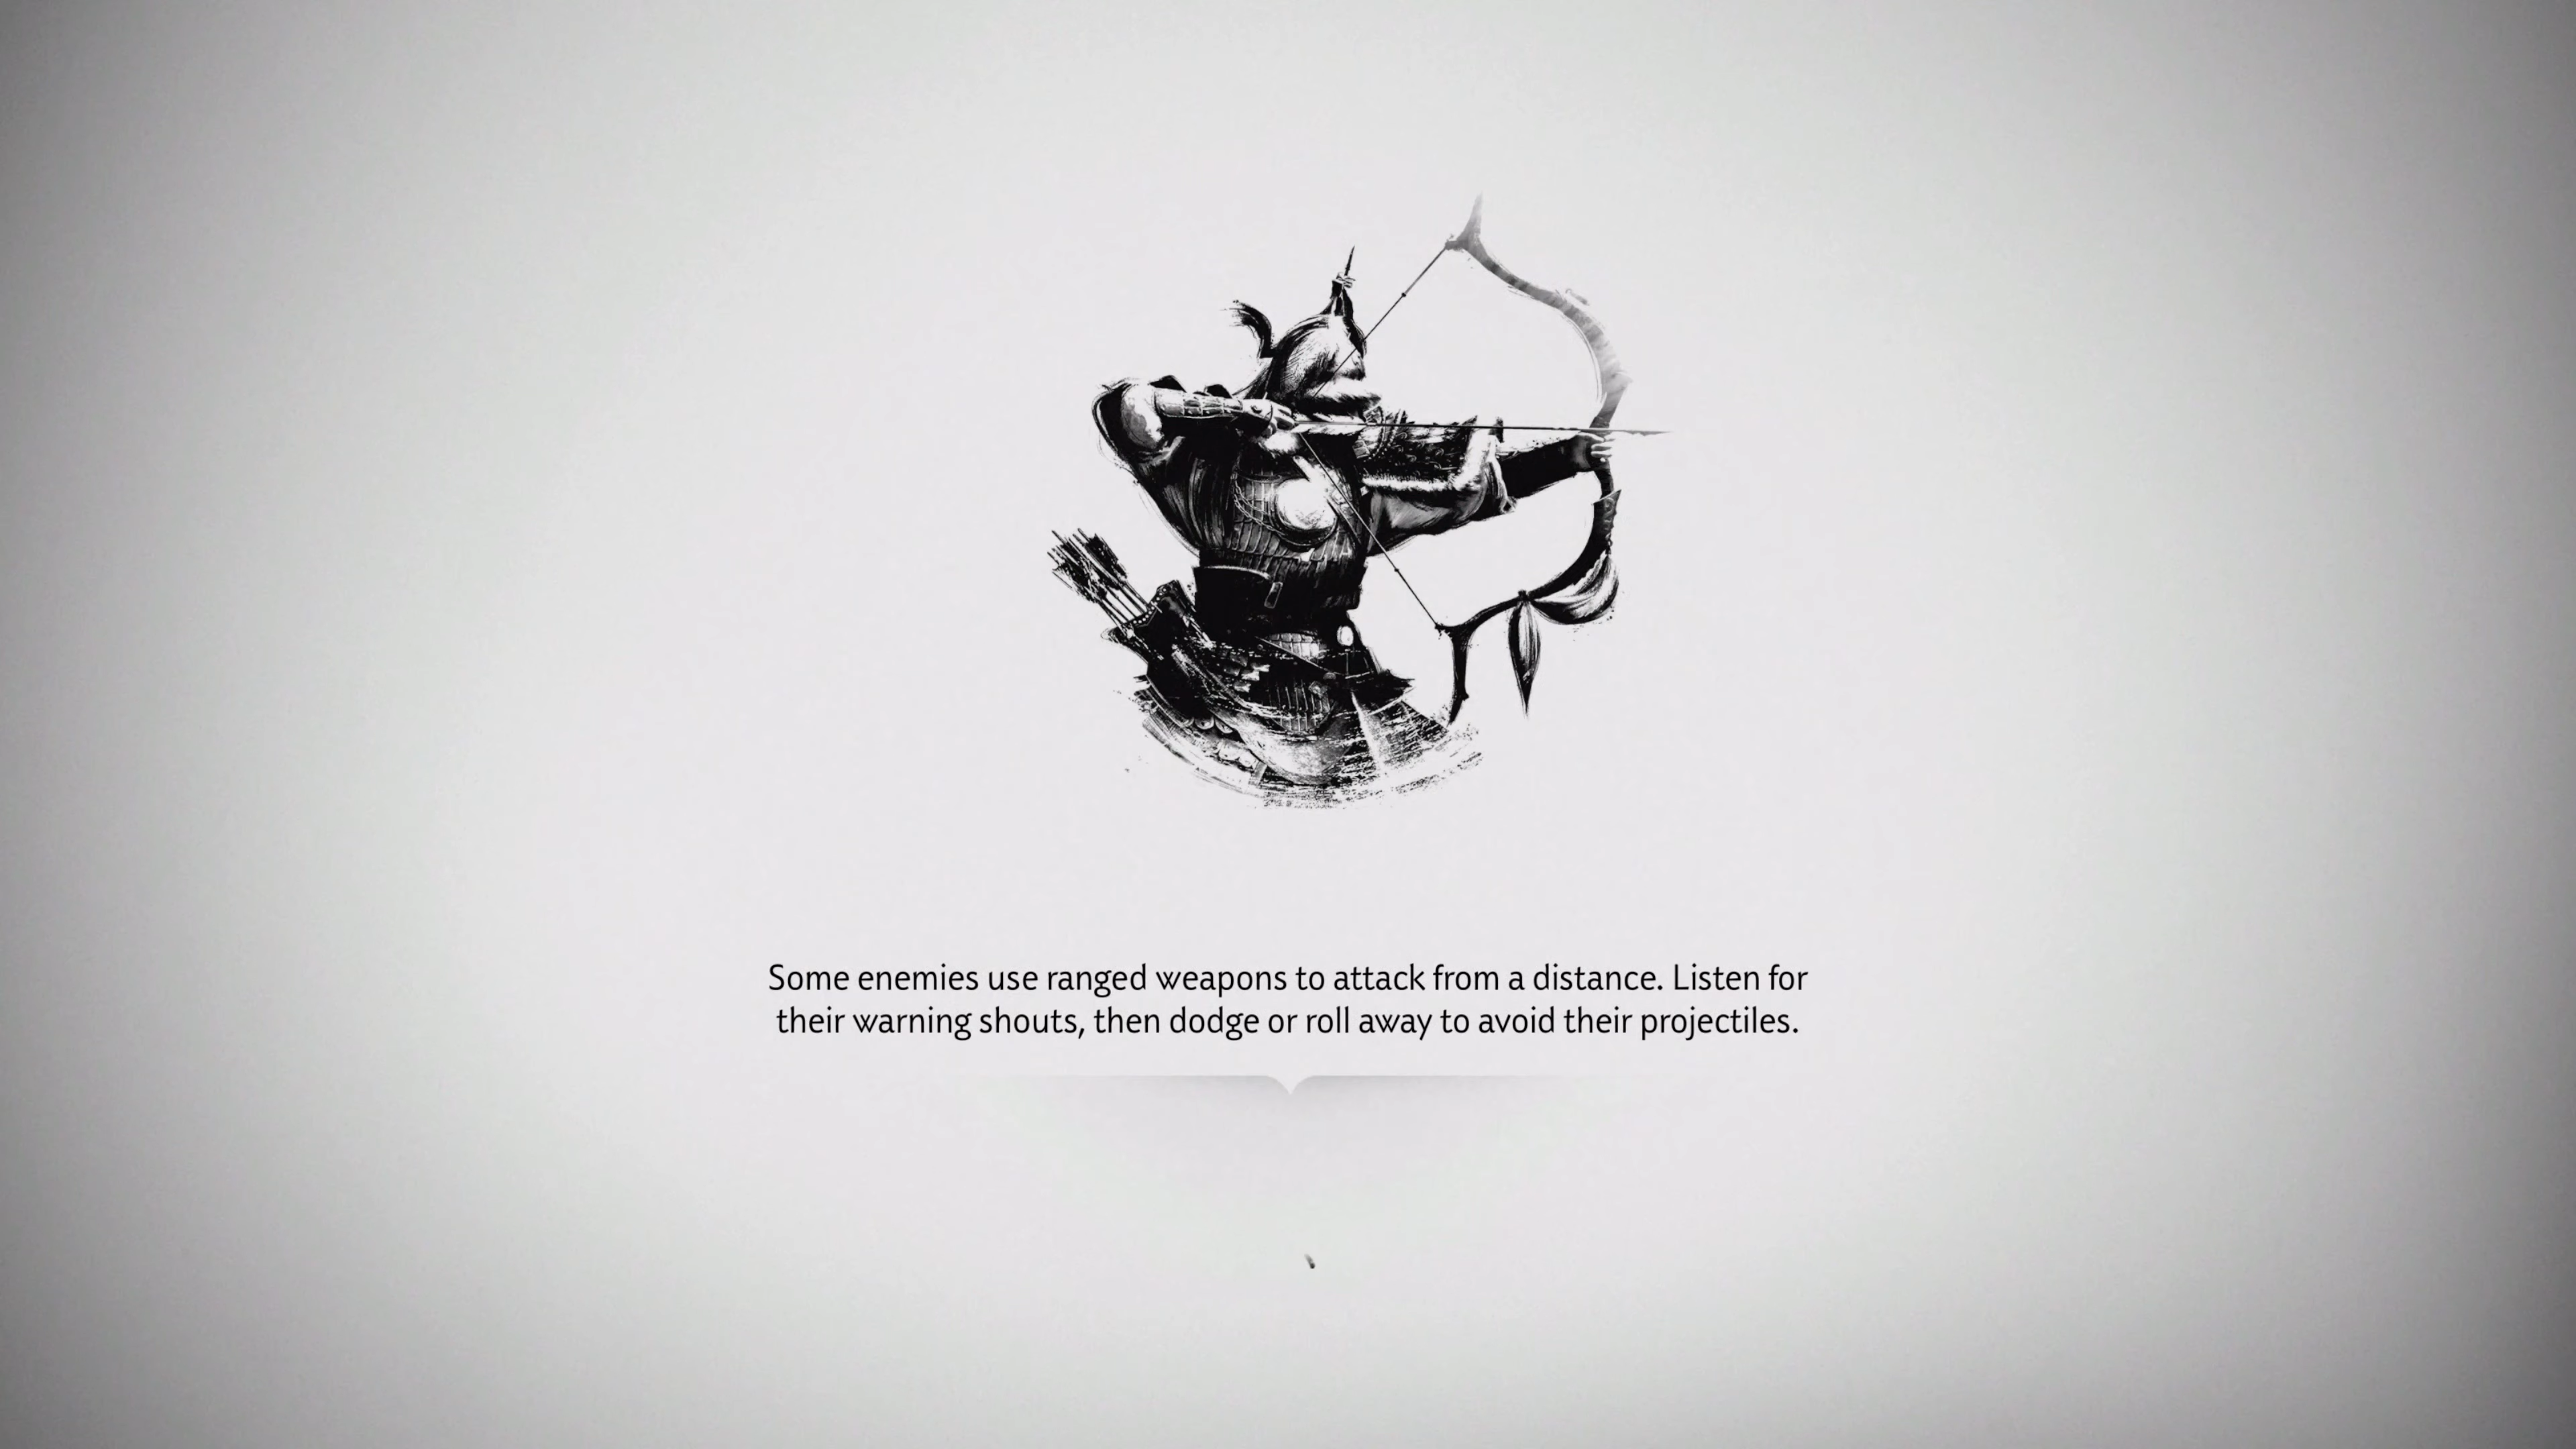 Some enemies use ranged weapons to attack from a distance. Listen for
their warning shouts, then dodge or roll away to avoid their projectiles.